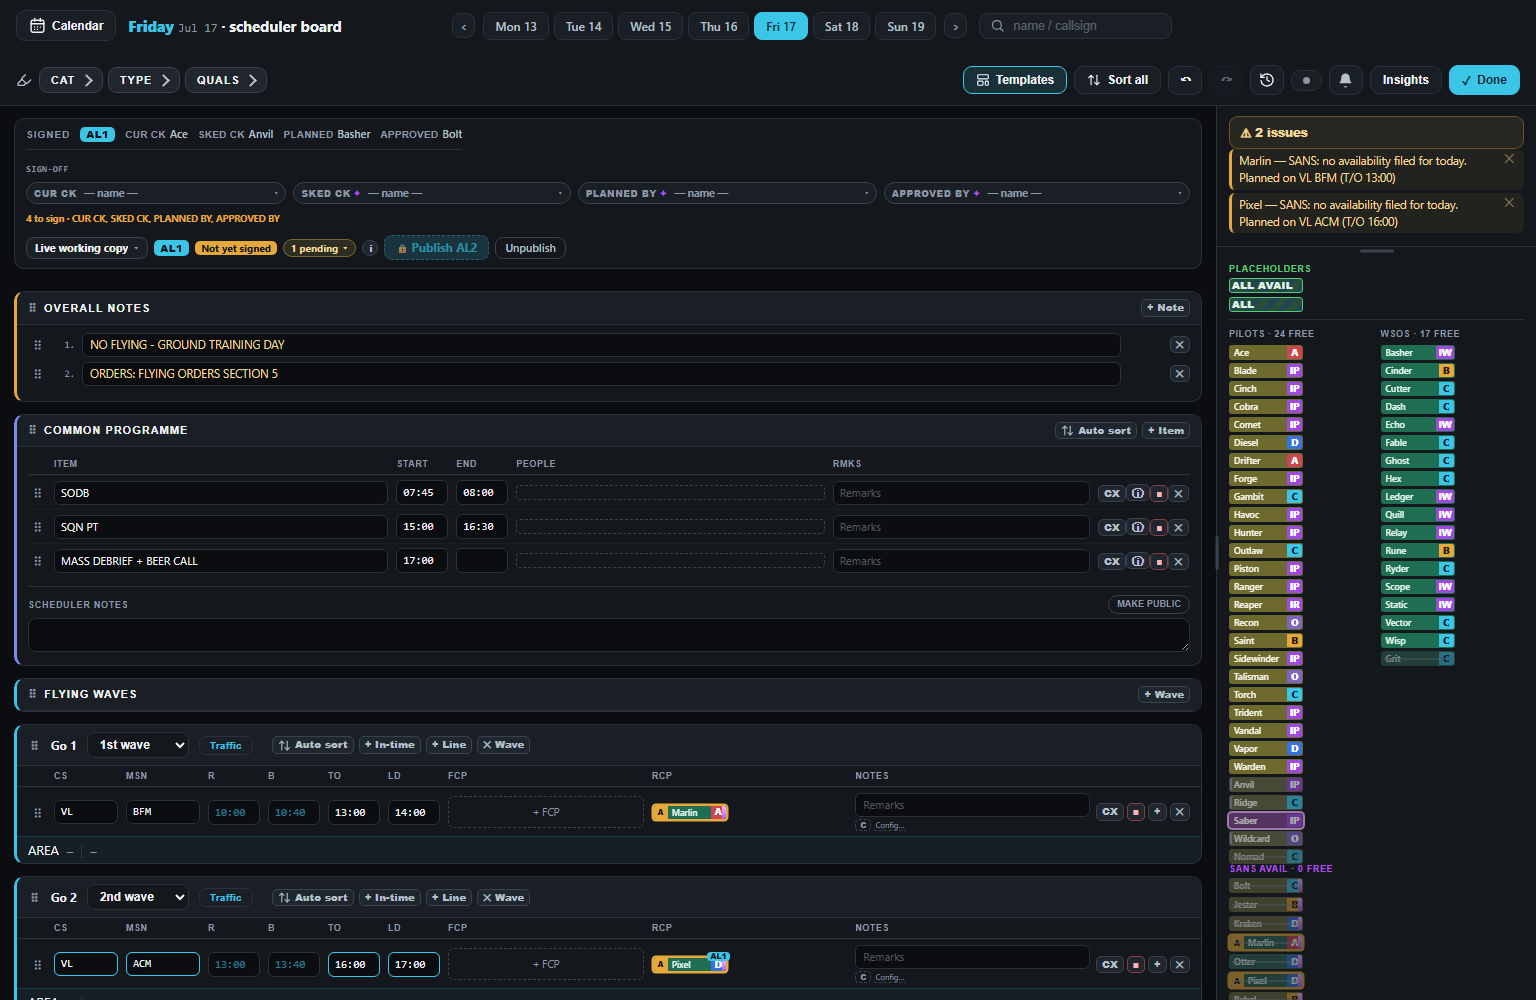 Calendar
Friday Jul 17 · scheduler board
‹ Mon 13 Tue 14 Wed 15 Thu 16 Fri 17 Sat 18 Sun 19 ›
name / callsign
CAT TYPE QUALS
Templates Sort all Insights ✓ Done
SIGNED AL1 CUR CK Ace SKED CK Anvil PLANNED Basher APPROVED Bolt
SIGN-OFF
CUR CK — name — SKED CK ✦ — name — PLANNED BY ✦ — name — APPROVED BY ✦ — name —
4 to sign · CUR CK, SKED CK, PLANNED BY, APPROVED BY
Live working copy AL1 Not yet signed 1 pending i Publish AL2 Unpublish
OVERALL NOTES + Note
1. NO FLYING - GROUND TRAINING DAY ✕
2. ORDERS: FLYING ORDERS SECTION 5 ✕
COMMON PROGRAMME Auto sort + Item
ITEM START END PEOPLE RMKS
SODB 07:45 08:00 Remarks CX ✕
SQN PT 15:00 16:30 Remarks CX ✕
MASS DEBRIEF + BEER CALL 17:00 Remarks CX ✕
SCHEDULER NOTES MAKE PUBLIC
FLYING WAVES + Wave
Go 1 1st wave Traffic Auto sort + In-time + Line ✕ Wave
CS MSN R B TO LD FCP RCP NOTES
VL BFM 10:00 10:40 13:00 14:00 + FCP A Marlin A Remarks CX + ✕
C Config...
AREA – –
Go 2 2nd wave Traffic Auto sort + In-time + Line ✕ Wave
CS MSN R B TO LD FCP RCP NOTES
VL ACM 13:00 13:40 16:00 17:00 + FCP A Pixel D AL1 Remarks CX + ✕
C Config...
AREA
⚠ 2 issues
Marlin — SANS: no availability filed for today.
Planned on VL BFM (T/O 13:00)
Pixel — SANS: no availability filed for today.
Planned on VL ACM (T/O 16:00)
PLACEHOLDERS
ALL AVAIL
ALL
PILOTS · 24 FREE
Ace A
Blade IP
Cinch IP
Cobra IP
Comet IP
Diesel D
Drifter A
Forge IP
Gambit C
Havoc IP
Hunter IP
Outlaw C
Piston IP
Ranger IP
Reaper IR
Recon O
Saint B
Sidewinder IP
Talisman O
Torch C
Trident IP
Vandal IP
Vapor D
Warden IP
Anvil IP
Ridge C
Saber IP
Wildcard O
Nomad C
SANS AVAIL · 0 FREE
Bolt C
Jester B
Kraken D
A Marlin A
Otter D
A Pixel D
Rebel
WSOS · 17 FREE
Basher IW
Cinder B
Cutter C
Dash C
Echo IW
Fable C
Ghost C
Hex C
Ledger IW
Quill IW
Relay IW
Rune B
Ryder C
Scope IW
Static IW
Vector C
Wisp C
Grit C